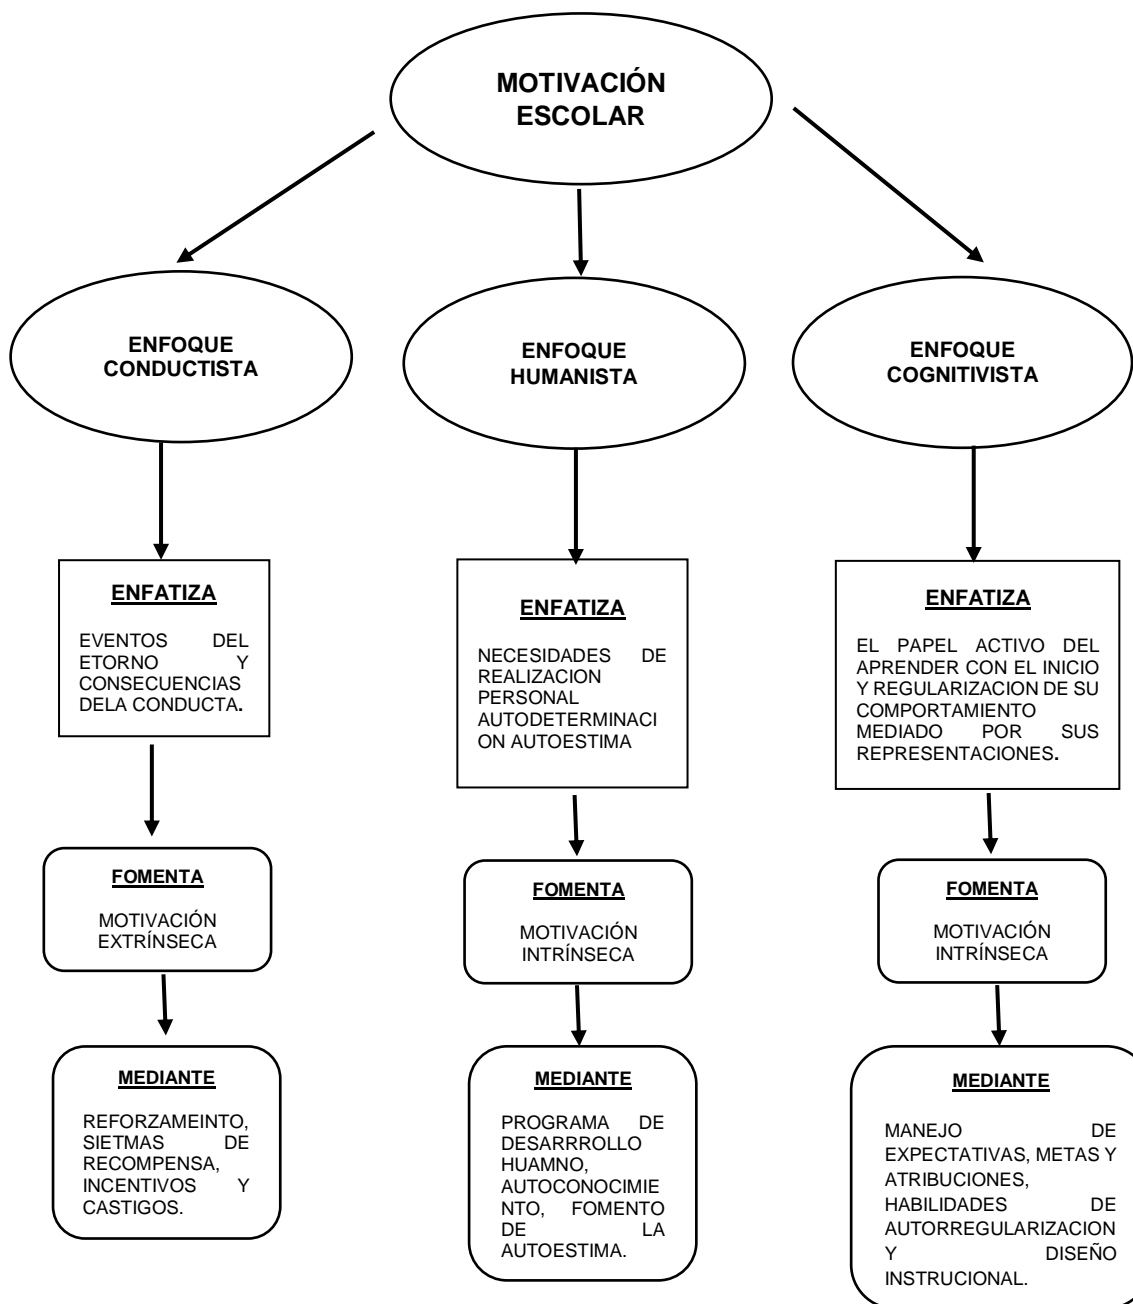 MOTIVACIÓN
ESCOLAR
ENFOQUE
CONDUCTISTA
ENFOQUE
HUMANISTA
ENFOQUE
COGNITIVISTA
ENFATIZA
EVENTOS DEL
ETORNO Y
CONSECUENCIAS
DELA CONDUCTA.
ENFATIZA
NECESIDADES DE
REALIZACION
PERSONAL
AUTODETERMINACI
ON AUTOESTIMA
ENFATIZA
EL PAPEL ACTIVO DEL
APRENDER CON EL INICIO
Y REGULARIZACION DE SU
COMPORTAMIENTO
MEDIADO POR SUS
REPRESENTACIONES.
FOMENTA
MOTIVACIÓN
EXTRÍNSECA
FOMENTA
MOTIVACIÓN
INTRÍNSECA
FOMENTA
MOTIVACIÓN
INTRÍNSECA
MEDIANTE
REFORZAMEINTO,
SIETMAS DE
RECOMPENSA,
INCENTIVOS Y
CASTIGOS.
MEDIANTE
PROGRAMA DE
DESARRROLLO
HUAMNO,
AUTOCONOCIMIE
NTO, FOMENTO
DE LA
AUTOESTIMA.
MEDIANTE
MANEJO DE
EXPECTATIVAS, METAS Y
ATRIBUCIONES,
HABILIDADES DE
AUTORREGULARIZACION
Y DISEÑO
INSTRUCIONAL.